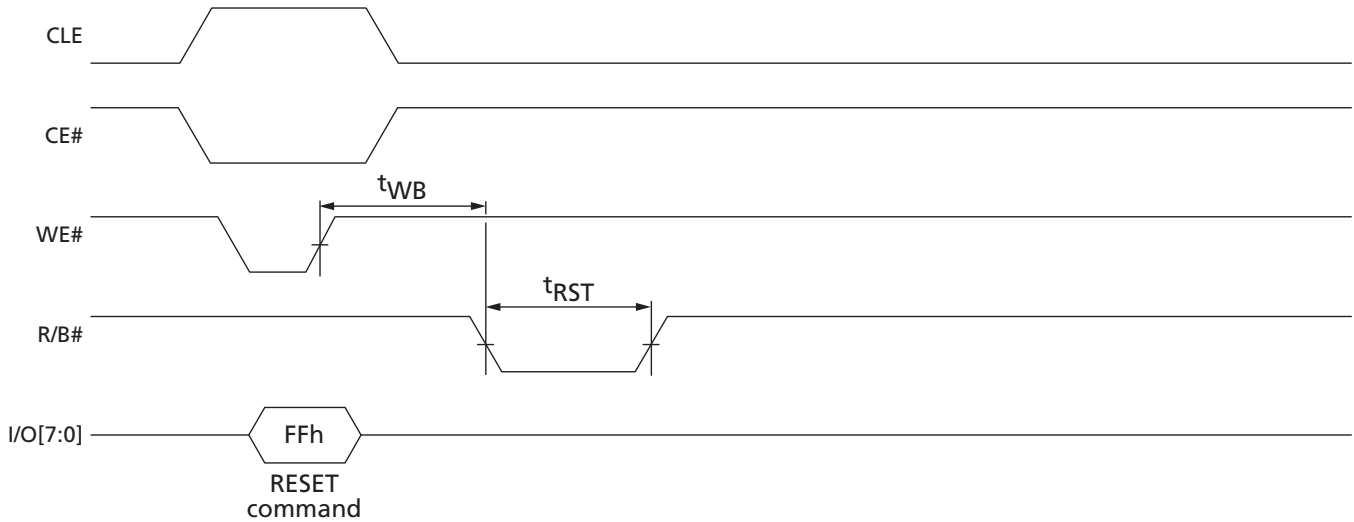 CLE
CE#
tWB
WE#
tRST
R/B#
I/O[7:0]
FFh
RESET
command